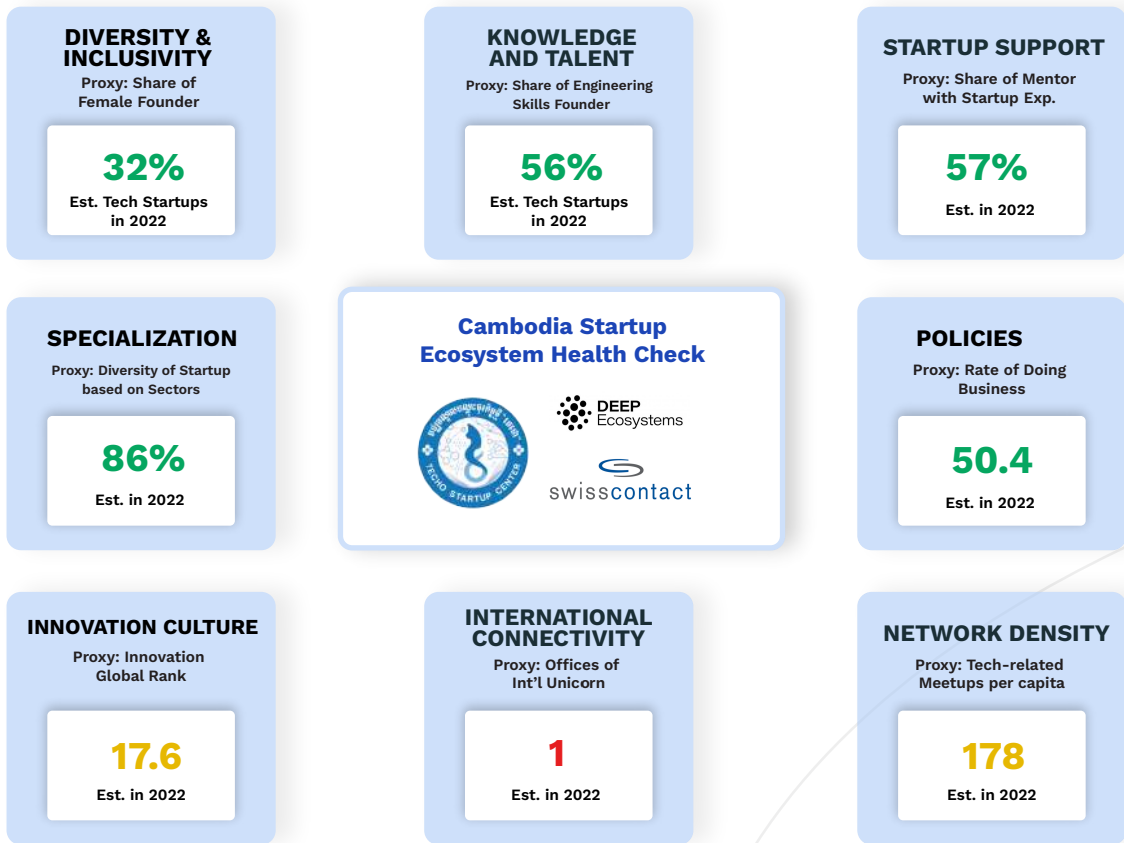 DIVERSITY &
INCLUSIVITY
Proxy: Share of
Female Founder
32%
Est. Tech Startups
in 2022
KNOWLEDGE
AND TALENT
Proxy: Share of Engineering
Skills Founder
56%
Est. Tech Startups
in 2022
STARTUP SUPPORT
Proxy: Share of Mentor
with Startup Exp.
57%
Est. in 2022
SPECIALIZATION
Proxy: Diversity of Startup
based on Sectors
86%
Est. in 2022
Cambodia Startup
Ecosystem Health Check
TECHO STARTUP CENTER
DEEP
Ecosystems
swisscontact
POLICIES
Proxy: Rate of Doing
Business
50.4
Est. in 2022
INNOVATION CULTURE
Proxy: Innovation
Global Rank
17.6
Est. in 2022
INTERNATIONAL
CONNECTIVITY
Proxy: Offices of
Int’l Unicorn
1
Est. in 2022
NETWORK DENSITY
Proxy: Tech-related
Meetups per capita
178
Est. in 2022